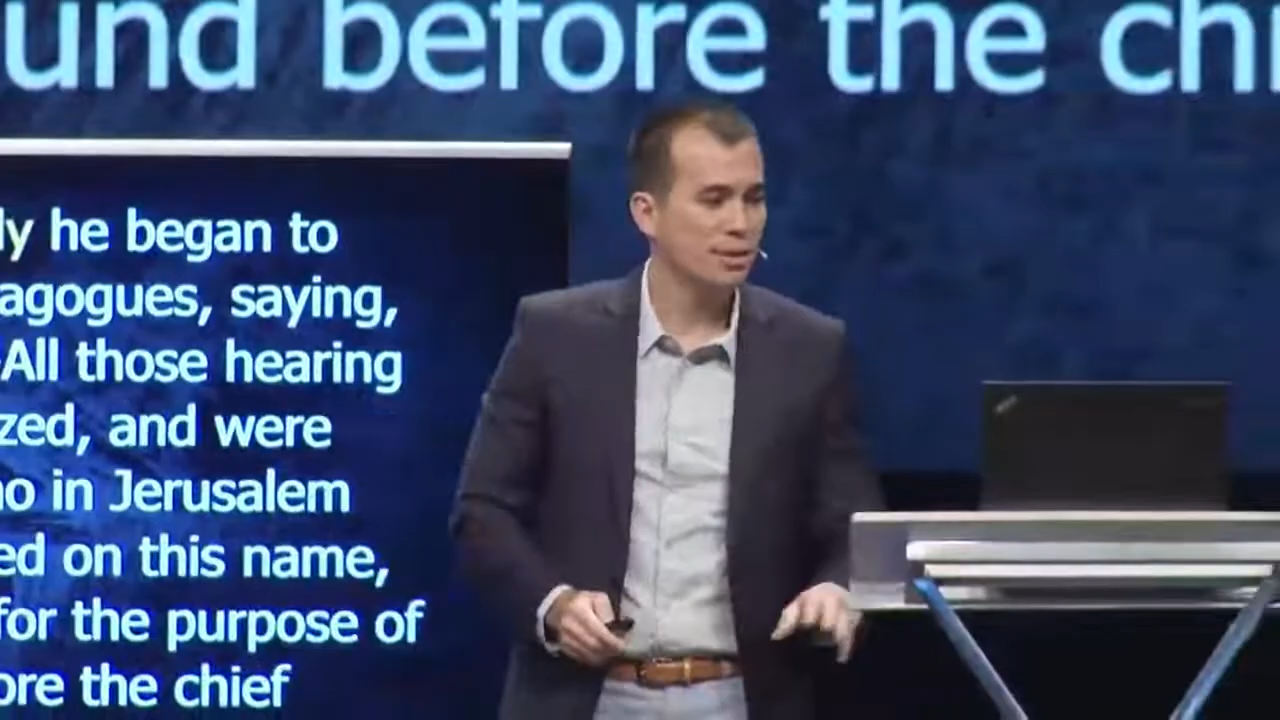 und before the chi
ly he began to
agogues, saying,
All those hearing
zed, and were
o in Jerusalem
ed on this name,
for the purpose of
ore the chief